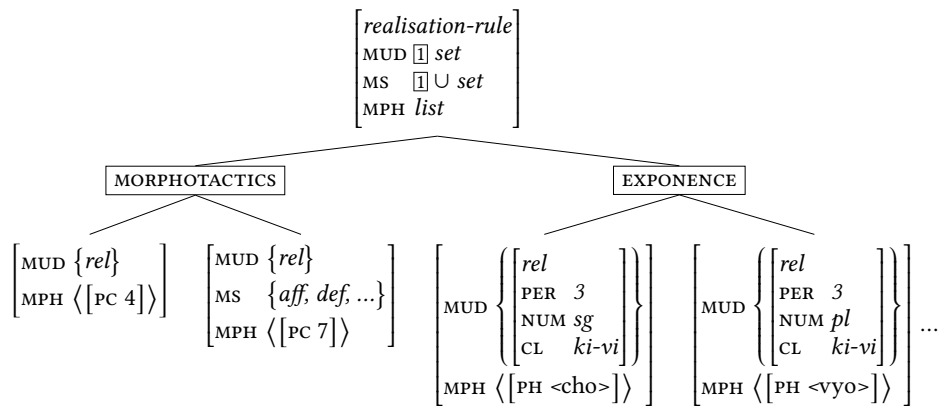 realisation-rule
MUD 1 set
MS 1 ∪ set
MPH list
MORPHOTACTICS
EXPONENCE
MUD {rel}
MPH ⟨[PC 4]⟩
MUD {rel}
MS {aff, def, ...}
MPH ⟨[PC 7]⟩
rel
PER 3
MUD
NUM sg
CL ki-vi
MPH ⟨[PH <cho>]⟩
rel
PER 3
MUD
NUM pl
CL ki-vi
MPH ⟨[PH <vyo>]⟩
...